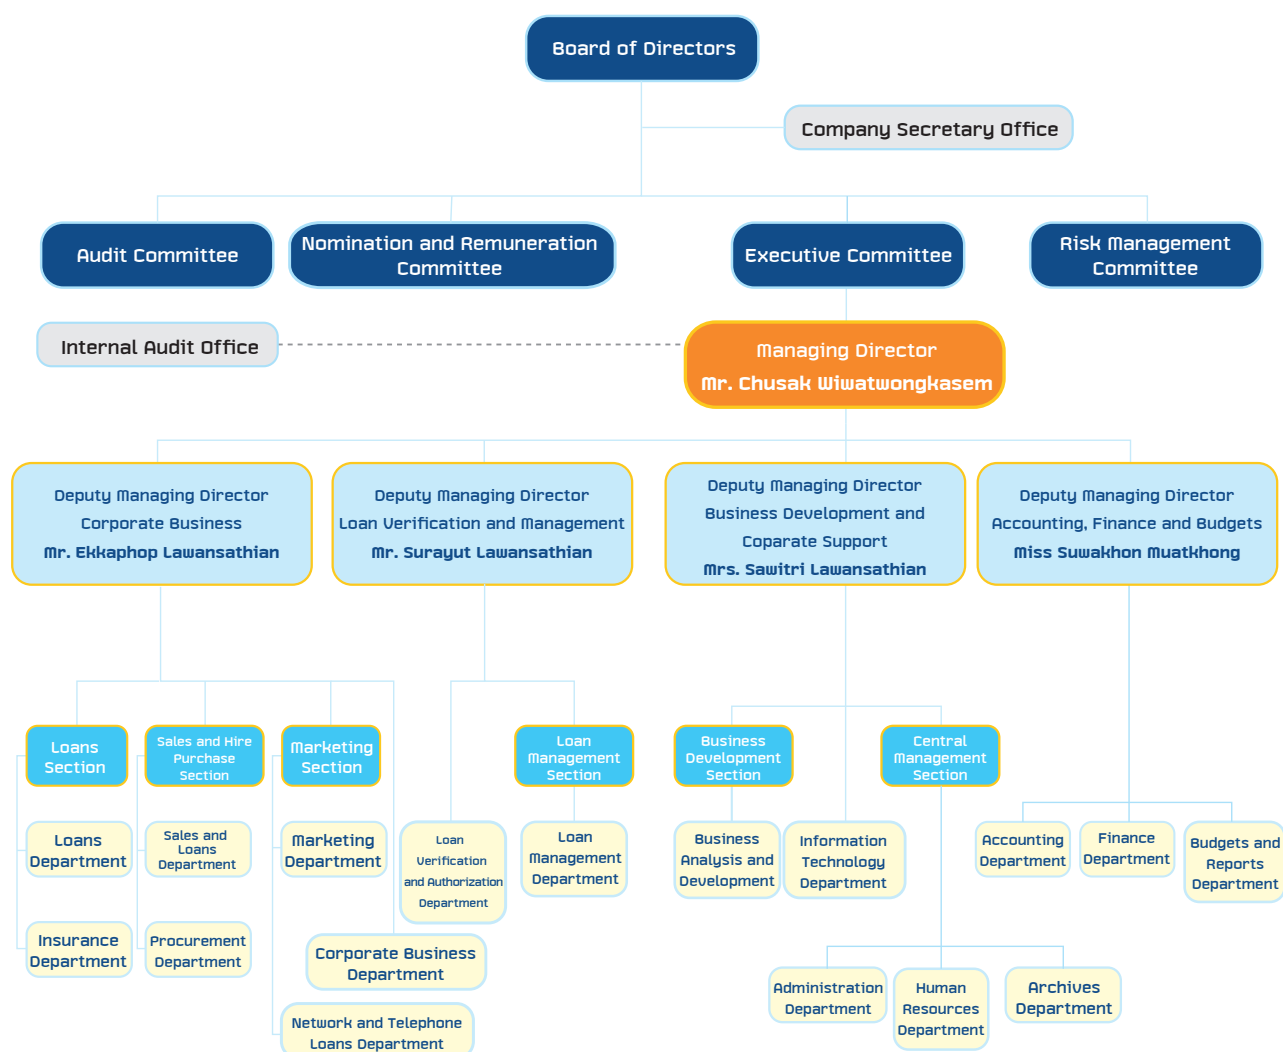 Board of Directors
Company Secretary Office
Audit Committee
Nomination and Remuneration
Committee
Executive Committee
Risk Management
Committee
Internal Audit Office
Managing Director
Mr. Chusak Wiwatwongkasem
Deputy Managing Director
Corporate Business
Mr. Ekkaphop Lawansathian
Deputy Managing Director
Loan Verification and Management
Mr. Surayut Lawansathian
Deputy Managing Director
Business Development and
Coparate Support
Mrs. Sawitri Lawansathian
Deputy Managing Director
Accounting, Finance and Budgets
Miss Suwakhon Muatkhong
Loans
Section
Sales and Hire
Purchase
Section
Marketing
Section
Loan
Management
Section
Business
Development
Section
Central
Management
Section
Loans
Department
Sales and
Loans
Department
Marketing
Department
Loan
Verification
and Authorization
Department
Loan
Management
Department
Business
Analysis and
Development
Information
Technology
Department
Accounting
Department
Finance
Department
Budgets and
Reports
Department
Insurance
Department
Procurement
Department
Corporate Business
Department
Administration
Department
Human
Resources
Department
Archives
Department
Network and Telephone
Loans Department